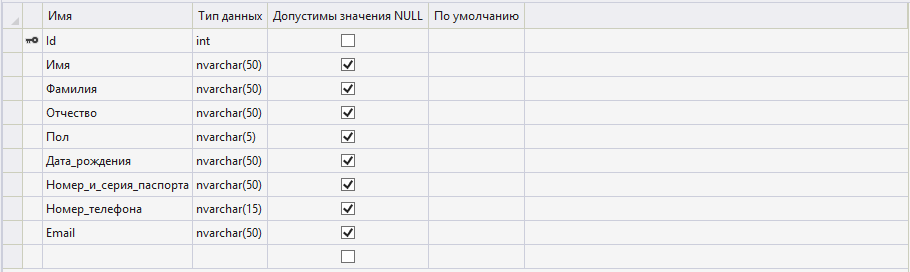 Имя Тип данных Допустимы значения NULL По умолчанию
Id int
Имя nvarchar(50)
Фамилия nvarchar(50)
Отчество nvarchar(50)
Пол nvarchar(5)
Дата_рождения nvarchar(50)
Номер_и_серия_паспорта nvarchar(50)
Номер_телефона nvarchar(15)
Email nvarchar(50)